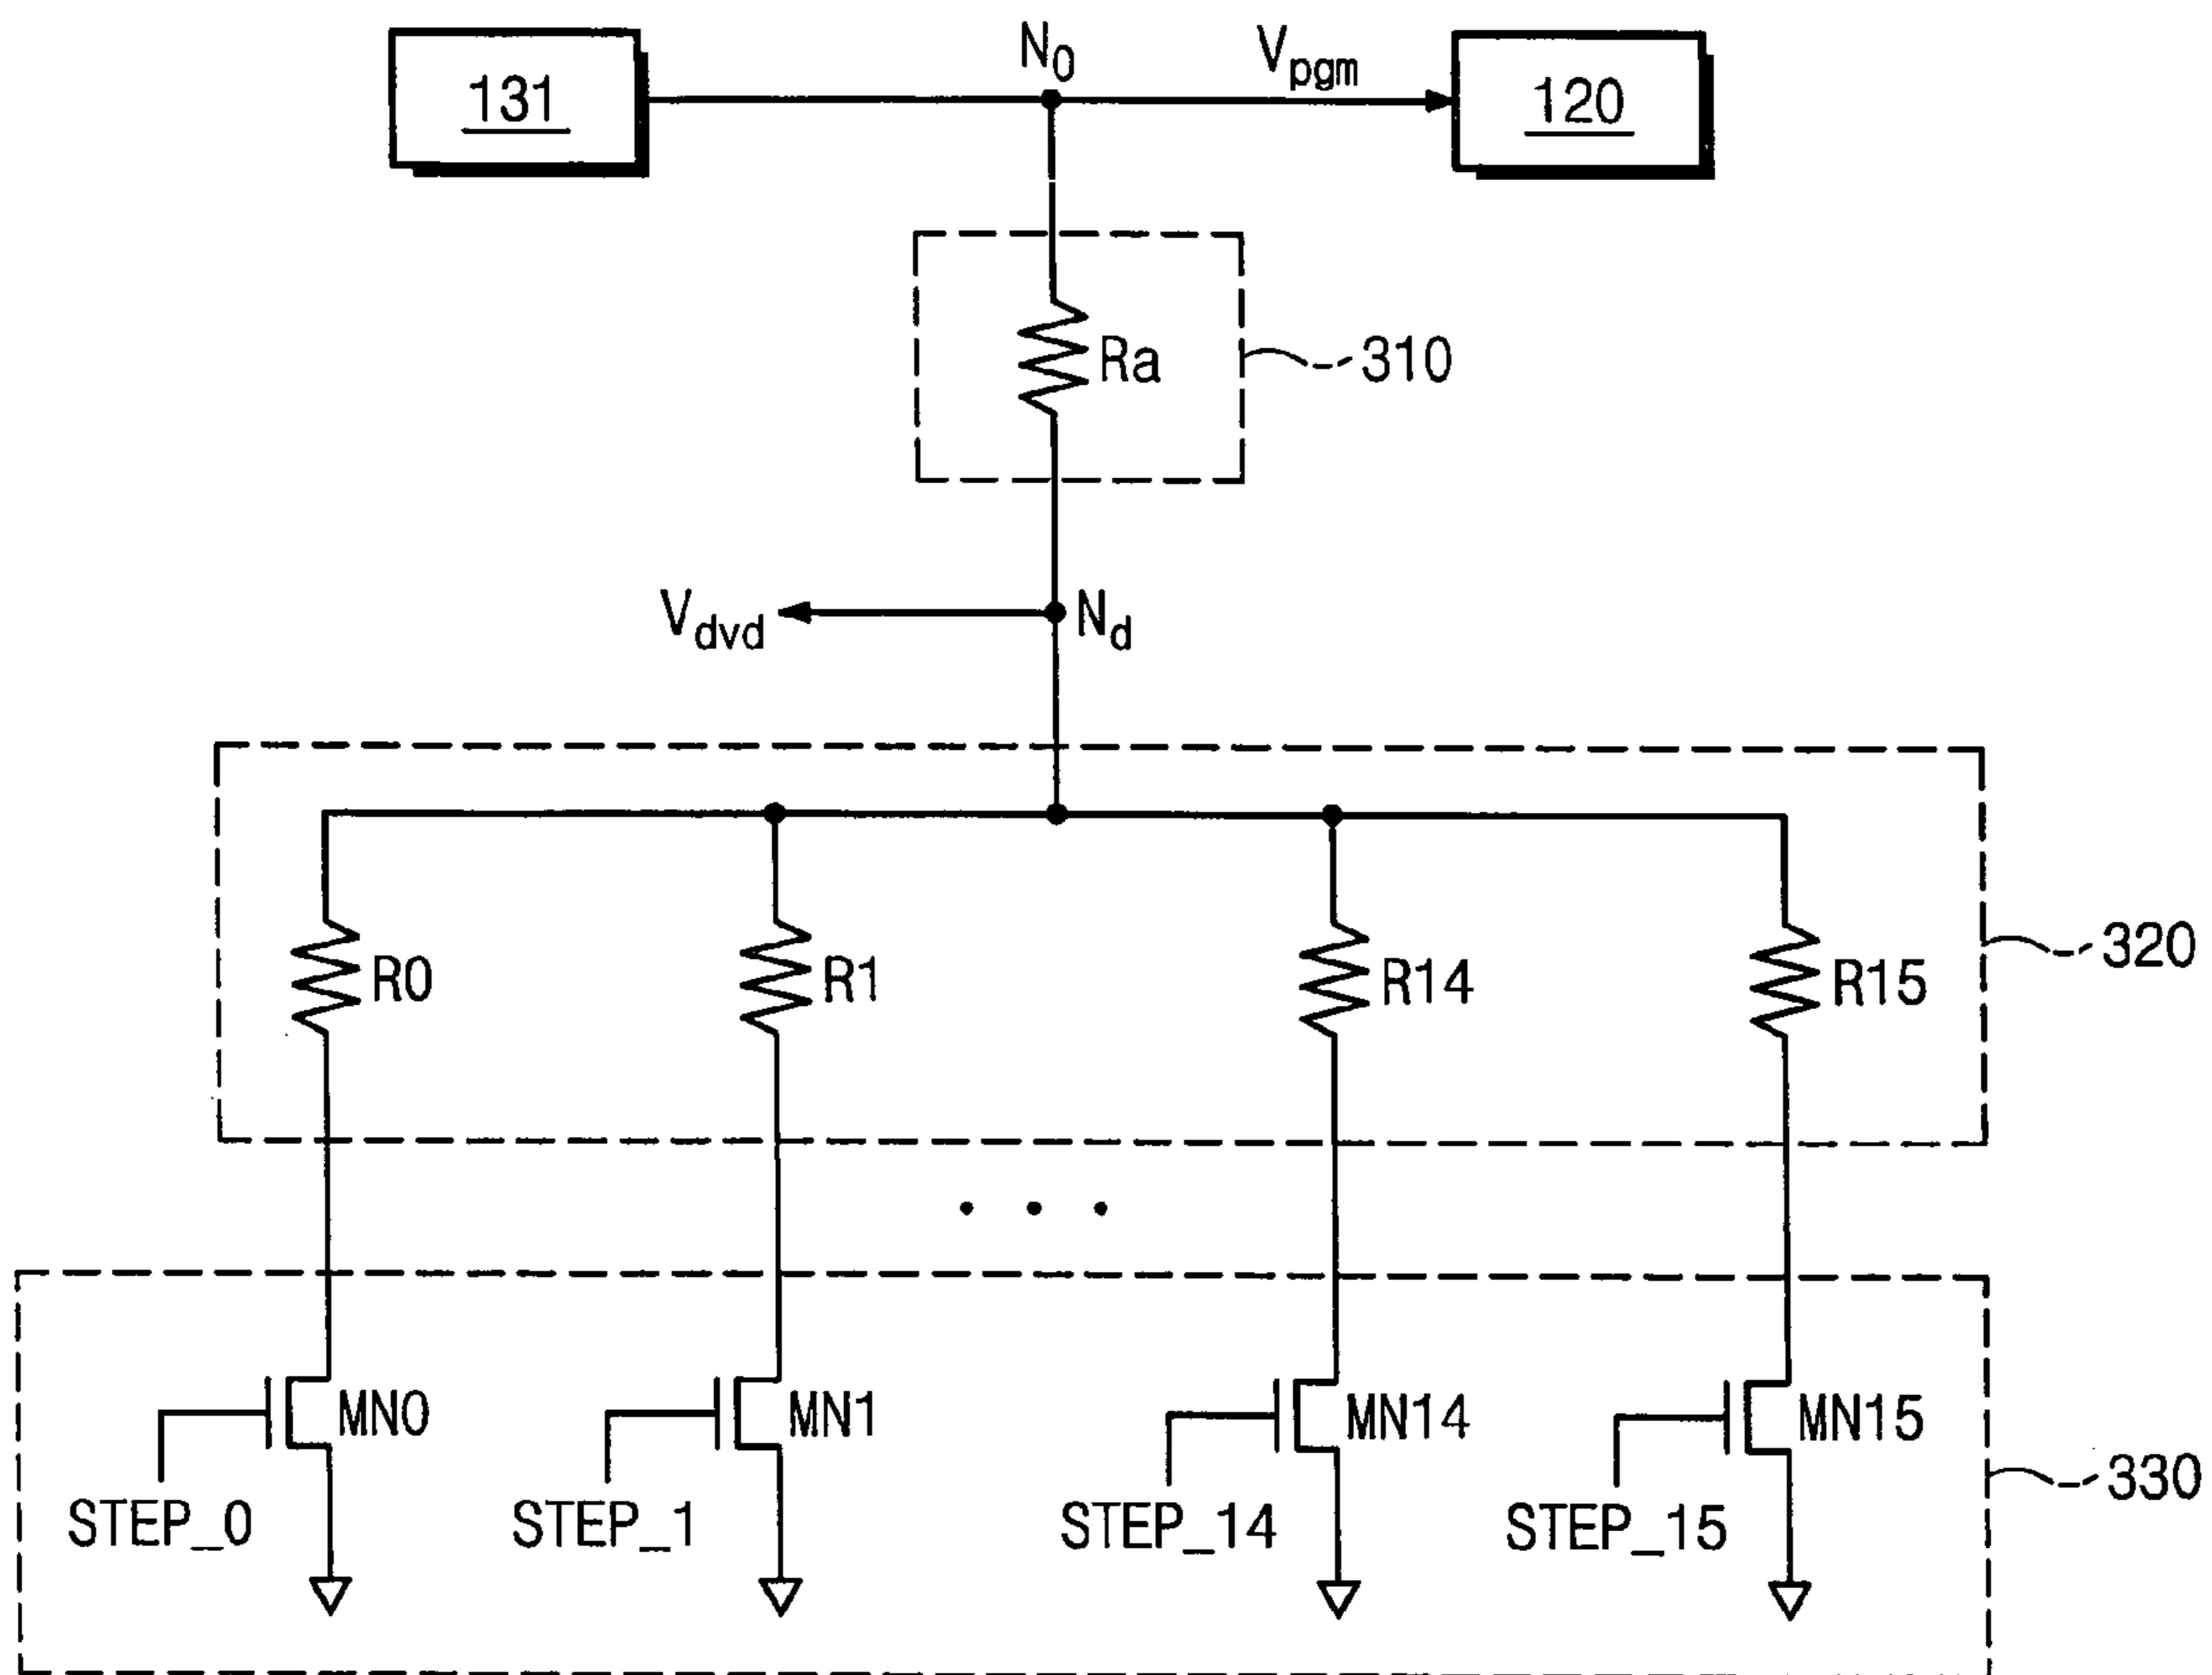 131
N0
Vpgm
120
Ra
310
Vdvd
Nd
R0
R1
R14
R15
320
. . .
MN0
MN1
MN14
MN15
STEP_0
STEP_1
STEP_14
STEP_15
330